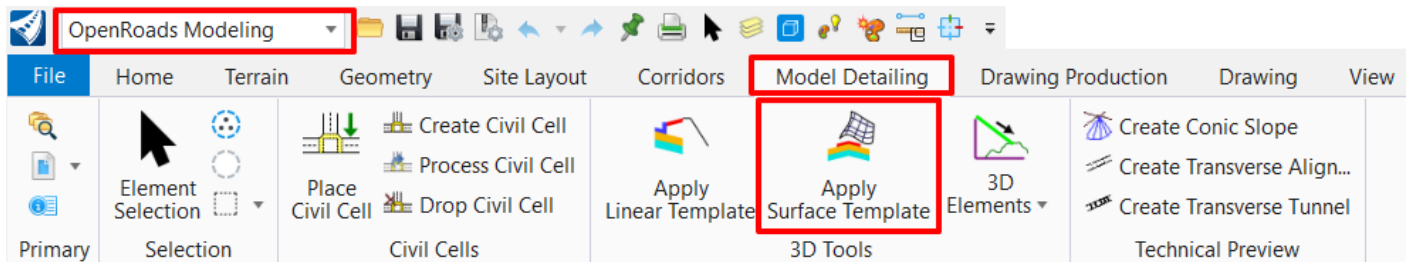 OpenRoads Modeling
File Home Terrain Geometry Site Layout Corridors Model Detailing Drawing Production Drawing View
Element
Selection
Place
Civil Cell
Create Civil Cell
Process Civil Cell
Drop Civil Cell
Apply
Linear Template
Apply
Surface Template
3D
Elements
Create Conic Slope
Create Transverse Align...
Create Transverse Tunnel
Primary Selection Civil Cells 3D Tools Technical Preview